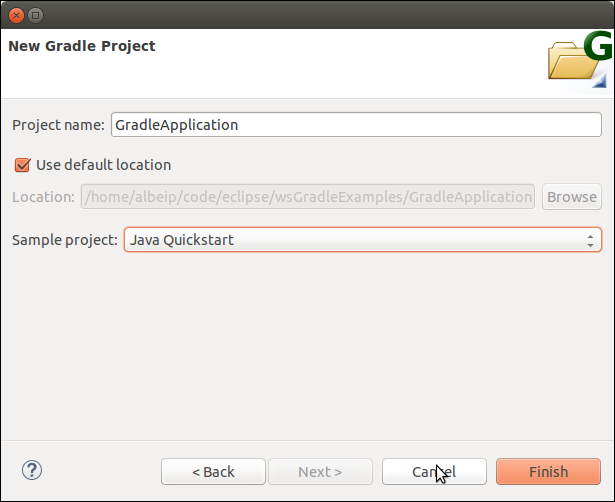 New Gradle Project
G
Project name: GradleApplication
Use default location
Location: /home/albeip/code/eclipse/wsGradleExamples/GradleApplication Browse
Sample project: Java Quickstart
? < Back Next > Cancel Finish